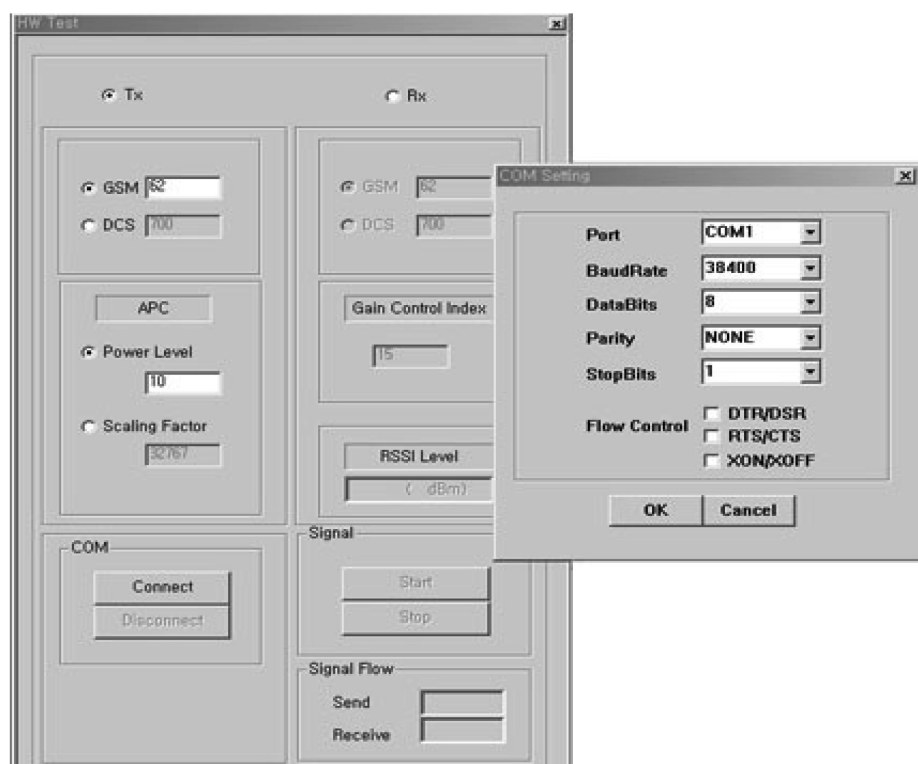 HW Test
Tx
Rx
GSM 62
DCS 700
GSM 62
DCS 700
APC
Power Level
10
Scaling Factor
32767
Gain Control Index
15
RSSI Level
( dBm)
COM
Connect
Disconnect
Signal
Start
Stop
Signal Flow
Send
Receive
COM Setting
Port COM1
BaudRate 38400
DataBits 8
Parity NONE
StopBits 1
Flow Control
DTR/DSR
RTS/CTS
XON/XOFF
OK Cancel